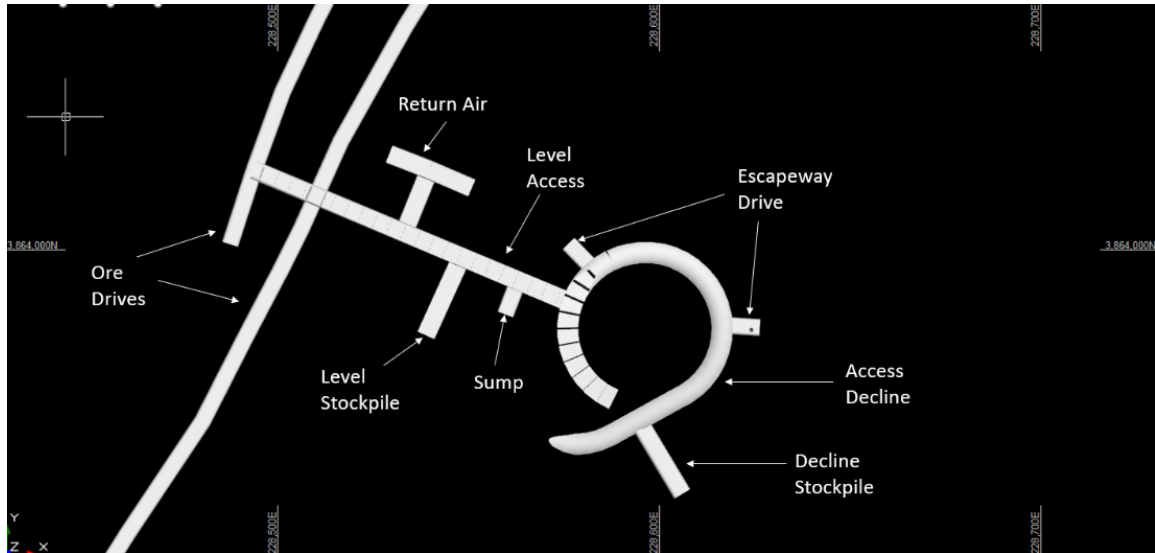 228,500E
228,600E
228,700E
Return Air
Level
Access
Escapeway
Drive
3,864,000N
3,864,000N
Ore
Drives
Level
Stockpile
Sump
Access
Decline
Decline
Stockpile
228,500E
228,600E
228,700E
Y
Z X